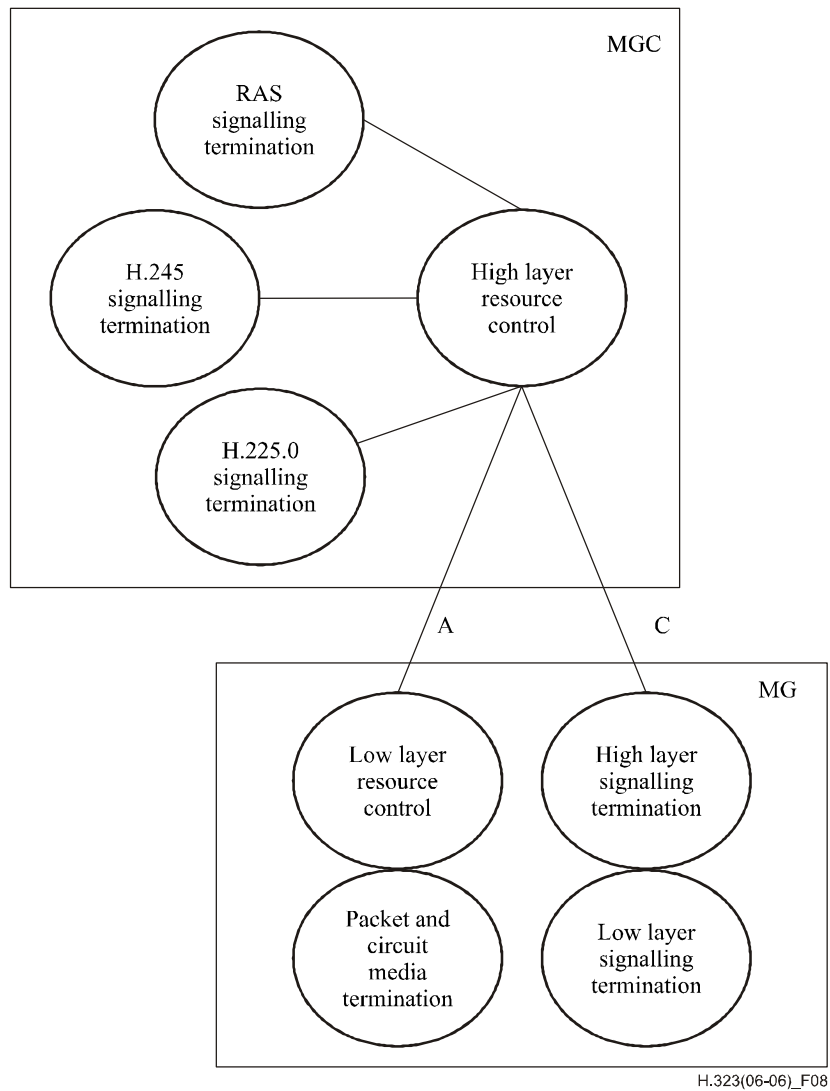 MGC
RAS
signalling
termination
H.245
signalling
termination
High layer
resource
control
H.225.0
signalling
termination
A
C
MG
Low layer
resource
control
High layer
signalling
termination
Packet and
circuit
media
termination
Low layer
signalling
termination
H.323(06-06)_F08